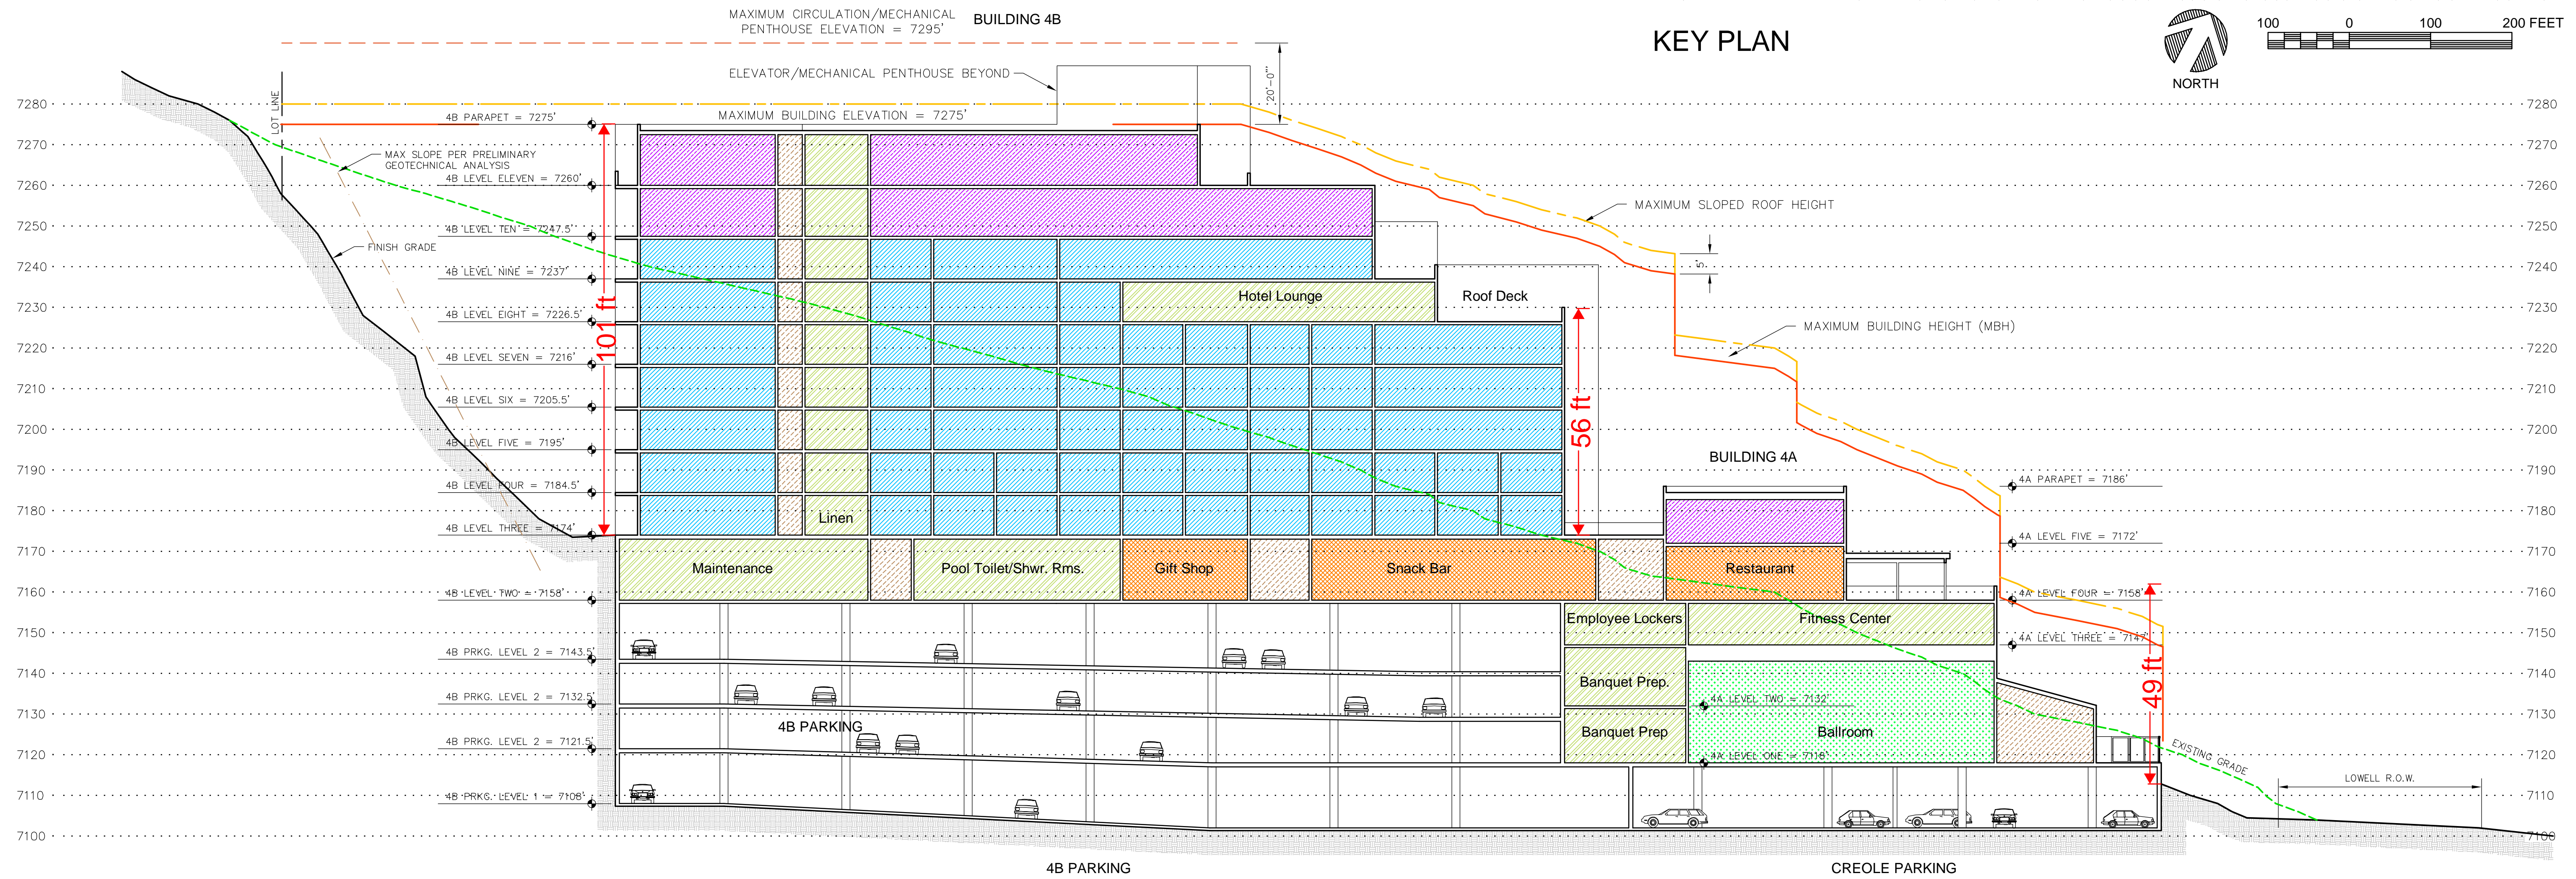 MAXIMUM CIRCULATION/MECHANICAL
PENTHOUSE ELEVATION = 7295'
BUILDING 4B
KEY PLAN
NORTH
100 0 100 200 FEET
ELEVATOR/MECHANICAL PENTHOUSE BEYOND
20'-0"
LOT LINE
7280
7280
4B PARAPET = 7275'
MAXIMUM BUILDING ELEVATION = 7275'
7270
7270
MAX SLOPE PER PRELIMINARY
GEOTECHNICAL ANALYSIS
4B LEVEL ELEVEN = 7260'
7260
7260
MAXIMUM SLOPED ROOF HEIGHT
7250
7250
4B LEVEL TEN = 7247.5'
FINISH GRADE
7240
7240
5'
4B LEVEL NINE = 7237'
Hotel Lounge
Roof Deck
7230
7230
4B LEVEL EIGHT = 7226.5'
MAXIMUM BUILDING HEIGHT (MBH)
101 ft
7220
7220
4B LEVEL SEVEN = 7216'
7210
7210
4B LEVEL SIX = 7205.5'
56 ft
7200
7200
4B LEVEL FIVE = 7195'
BUILDING 4A
7190
7190
4B LEVEL FOUR = 7184.5'
4A PARAPET = 7186'
7180
7180
Linen
4B LEVEL THREE = 7174'
4A LEVEL FIVE = 7172'
7170
7170
Maintenance
Pool Toilet/Shwr. Rms.
Gift Shop
Snack Bar
Restaurant
7160
7160
4B LEVEL TWO = 7158'
4A LEVEL FOUR = 7158'
Employee Lockers
Fitness Center
7150
7150
4A LEVEL THREE = 7147'
4B PRKG. LEVEL 2 = 7143.5'
7140
7140
49 ft
Banquet Prep.
4B PRKG. LEVEL 2 = 7132.5'
4A LEVEL TWO = 7132'
7130
7130
4B PARKING
Banquet Prep
Ballroom
4B PRKG. LEVEL 2 = 7121.5'
7120
7120
4A LEVEL ONE = 7118'
EXISTING GRADE
LOWELL R.O.W.
4B PRKG. LEVEL 1 = 7108'
7110
7110
7100
7100
4B PARKING
CREOLE PARKING